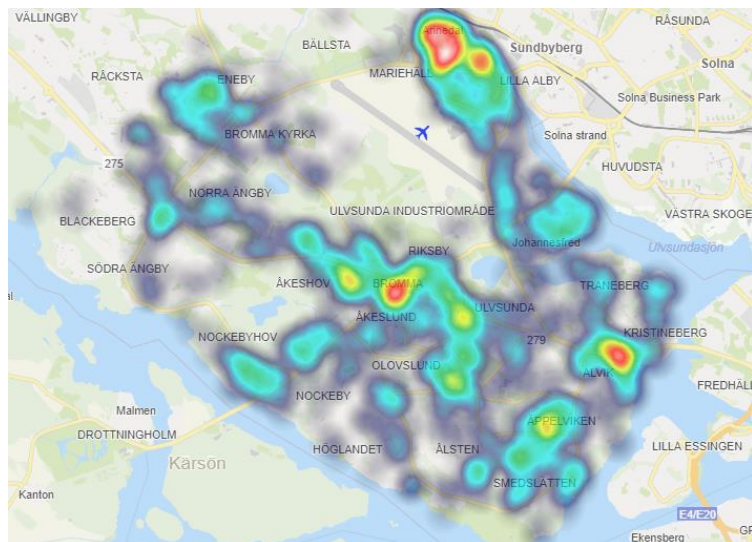 VÄLLINGBY
BÄLLSTA
Annedal
Sundbyberg
RÅSUNDA
Solna
RÅCKSTA
ENEBY
MARIEHÄLL
LILLA ALBY
Solna Business Park
VÄSTRA SK
BROMMA KYRKA
Solna strand
275
HUVUDSTA
NORRA ÄNGBY
BLACKEBERG
ULVSUNDA INDUSTRIOMRÅDE
VÄSTRA SKOGE
Johannesfred
Ulvsundasjön
RIKSBY
SÖDRA ÄNGBY
ÅKESHOV
BROMMA
TRANEBERG
ÅKESLUND
ULVSUNDA
NOCKEBYHOV
279
KRISTINEBERG
OLOVSLUND
ALVIK
NOCKEBY
FREDHÄLL
Malmen
ÄPPELVIKEN
DROTTNINGHOLM
HÖGLANDET
ÅLSTEN
LILLA ESSINGEN
Kärsön
SMEDSLÄTTEN
Kanton
E4/E20
Ekensberg
GR